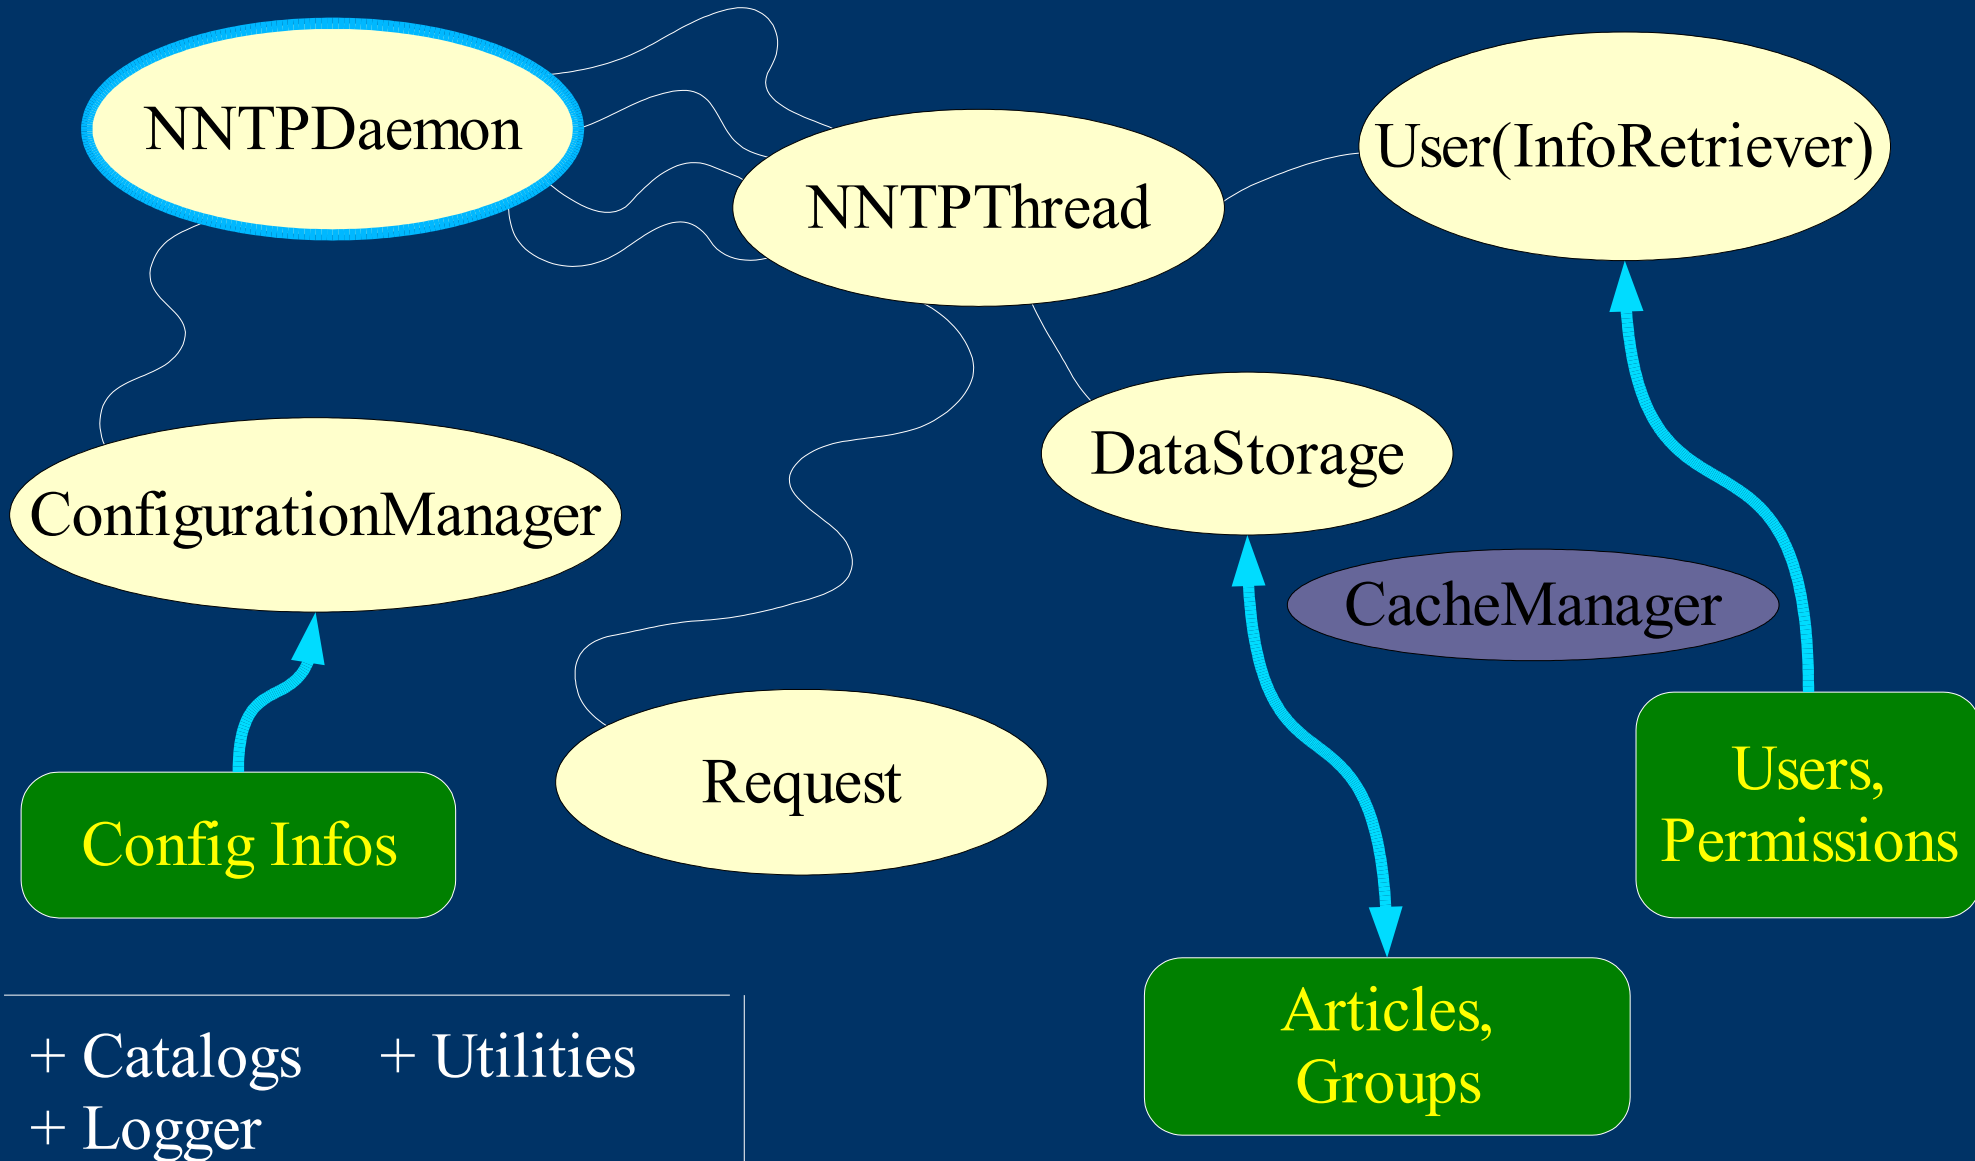 NNTPDaemon
User(InfoRetriever)
NNTPThread
DataStorage
ConfigurationManager
CacheManager
Request
Users,
Permissions
Config Infos
Articles,
Groups
+ Catalogs + Utilities
+ Logger